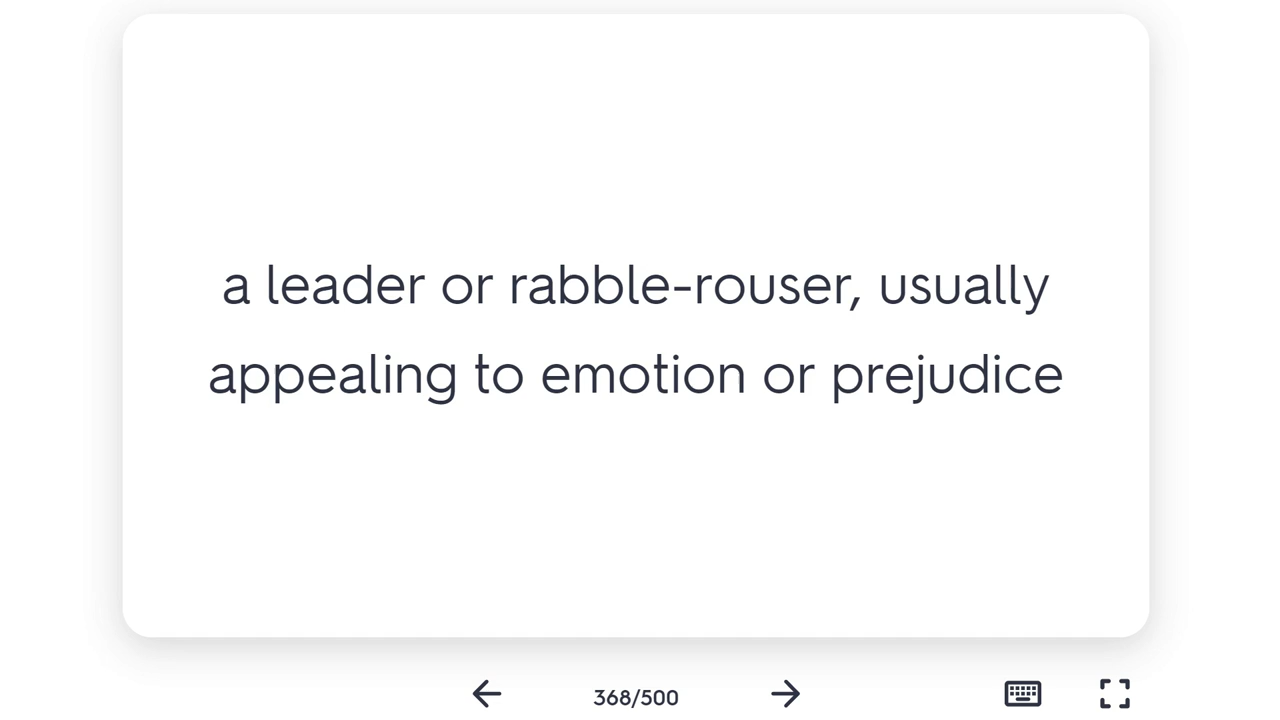 a leader or rabble-rouser, usually
appealing to emotion or prejudice
368/500